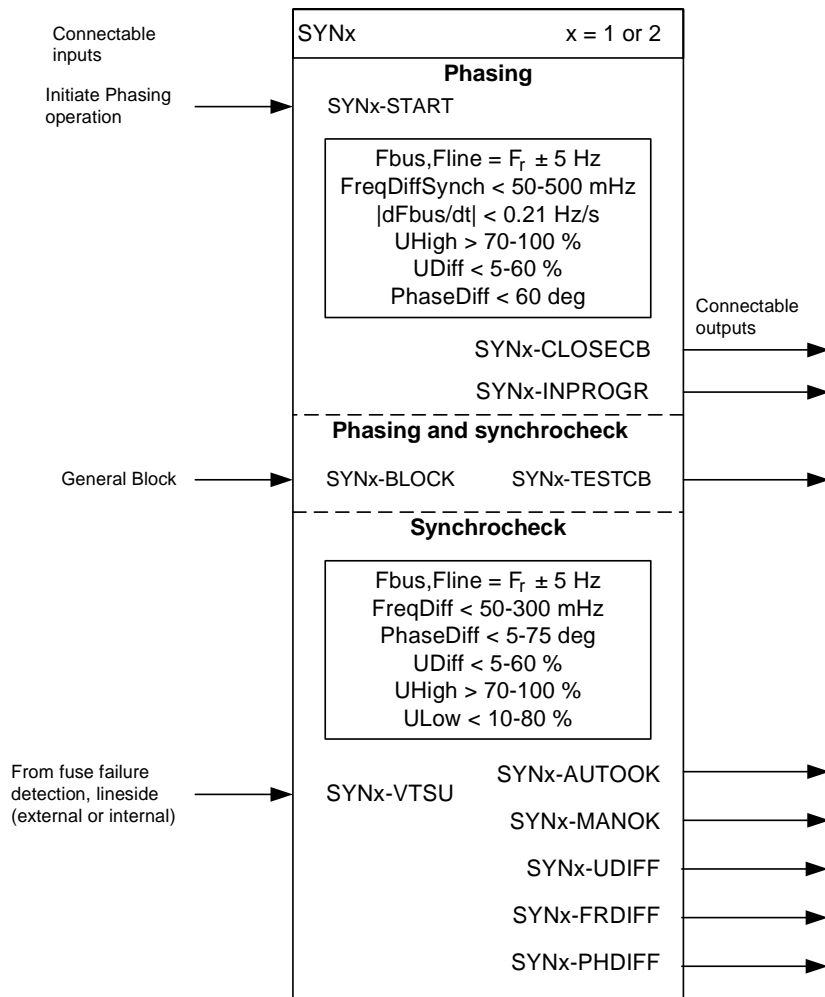 Connectable
inputs
SYNx x = 1 or 2
Phasing
Initiate Phasing
operation
SYNx-START
Fbus,Fline = Fr ± 5 Hz
FreqDiffSynch < 50-500 mHz
|dFbus/dt| < 0.21 Hz/s
UHigh > 70-100 %
UDiff < 5-60 %
PhaseDiff < 60 deg
Connectable
outputs
SYNx-CLOSECB
SYNx-INPROGR
Phasing and synchrocheck
General Block
SYNx-BLOCK SYNx-TESTCB
Synchrocheck
Fbus,Fline = Fr ± 5 Hz
FreqDiff < 50-300 mHz
PhaseDiff < 5-75 deg
UDiff < 5-60 %
UHigh > 70-100 %
ULow < 10-80 %
From fuse failure
detection, lineside
(external or internal)
SYNx-VTSU
SYNx-AUTOOK
SYNx-MANOK
SYNx-UDIFF
SYNx-FRDIFF
SYNx-PHDIFF